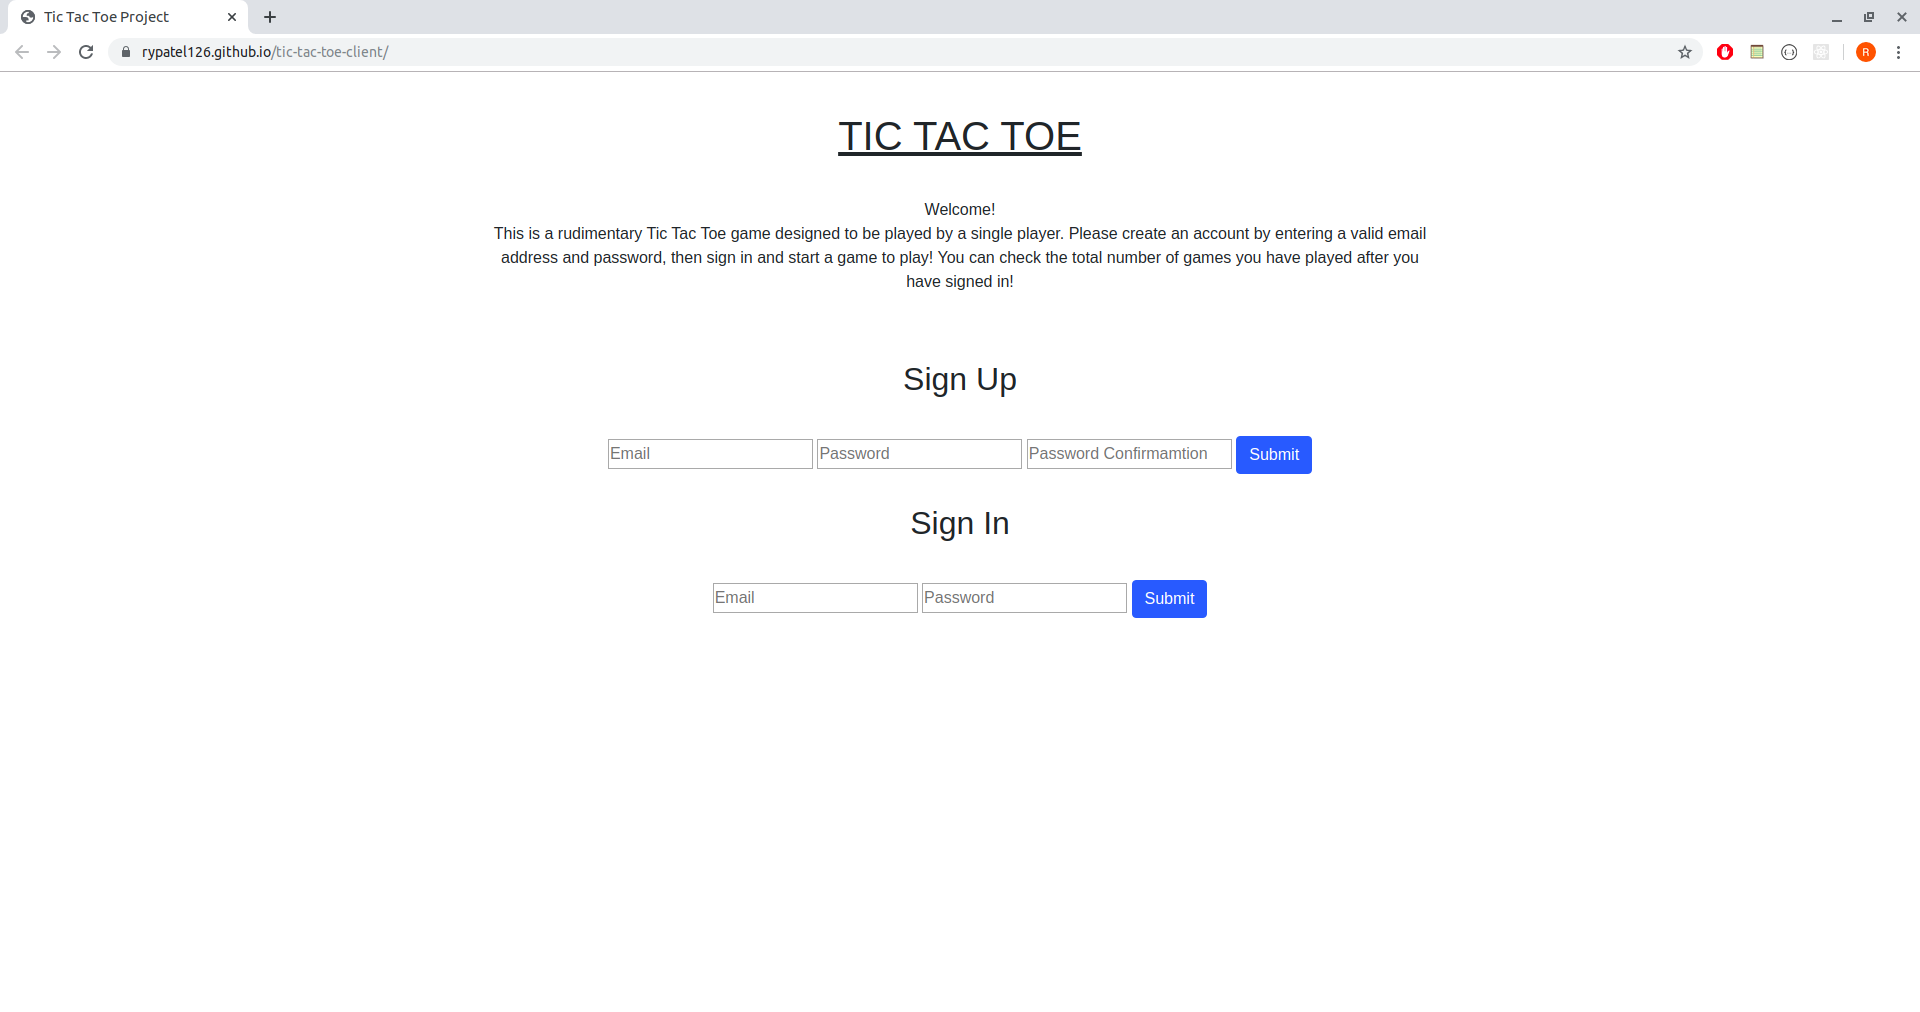 Tic Tac Toe Project
rypatel126.github.io/tic-tac-toe-client/
R
TIC TAC TOE
Welcome!
This is a rudimentary Tic Tac Toe game designed to be played by a single player. Please create an account by entering a valid email
address and password, then sign in and start a game to play! You can check the total number of games you have played after you
have signed in!
Sign Up
Email Password Password Confirmamtion Submit
Sign In
Email Password Submit